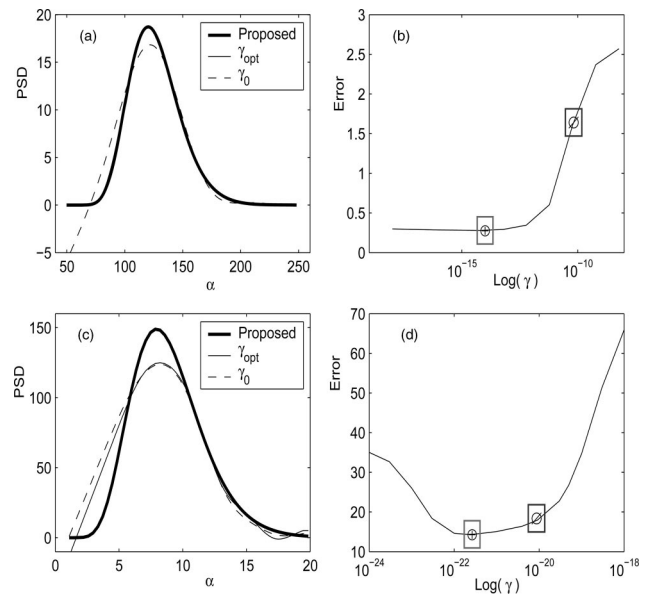 (a)
PSD
20
15
10
5
0
−5
50 100 150 200 250
α
Proposed
γopt
γ0
(b)
Error
3
2.5
2
1.5
1
0.5
0
10−15 10−10
Log( γ )
(c)
PSD
150
100
50
0
0 5 10 15 20
α
Proposed
γopt
γ0
(d)
Error
70
60
50
40
30
20
10
10−24 10−22 10−20 10−18
Log( γ )